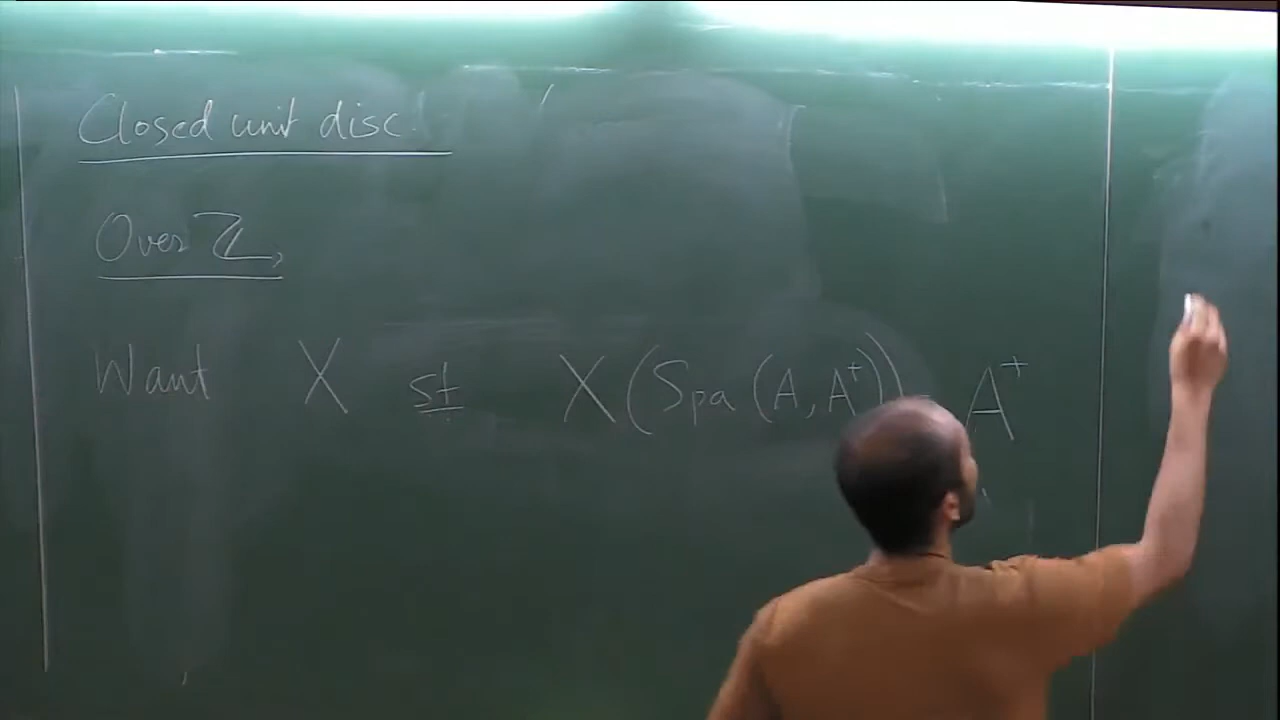 Closed unit disc.
Over ℤ,
Want X st X(Spa(A, A⁺)) = A⁺